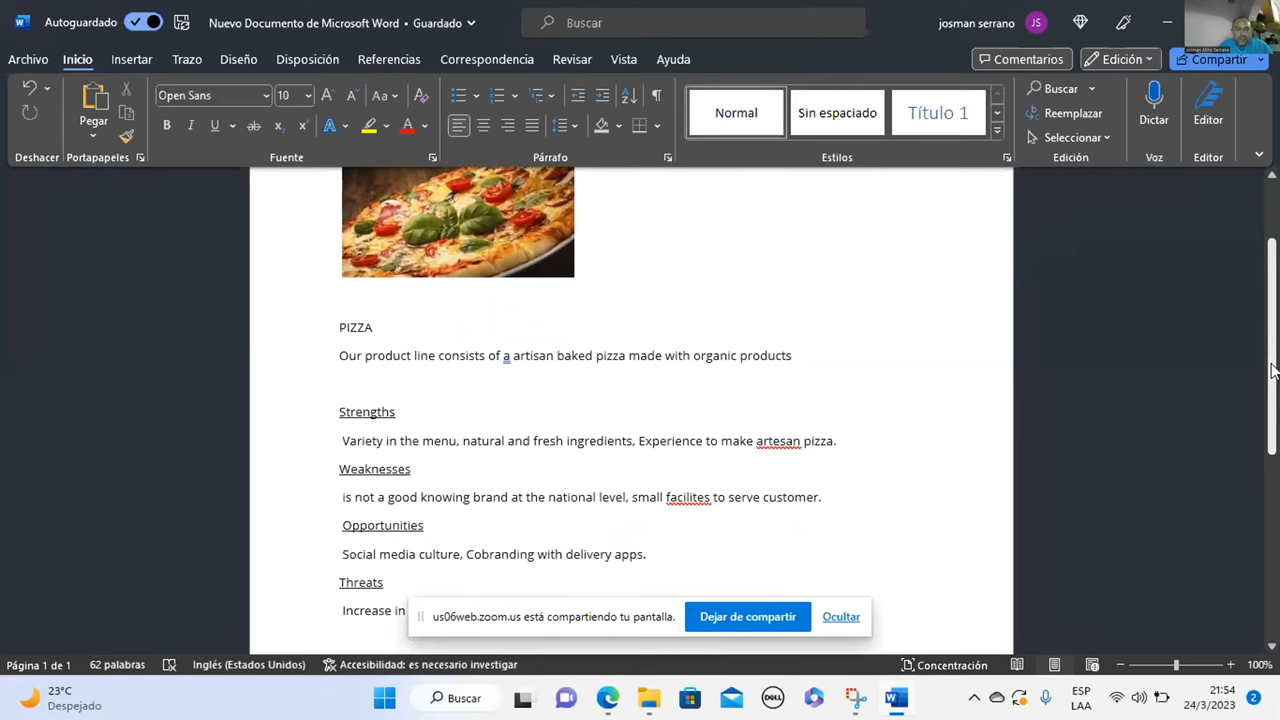 Autoguardado
Nuevo Documento de Microsoft Word • Guardado
Buscar
josman serrano
JS
Archivo Inicio Insertar Trazo Diseño Disposición Referencias Correspondencia Revisar Vista Ayuda
Comentarios
Edición
Compartir
Pegar
Open Sans
10
Aa
N K S ab x₂ x²
Normal
Sin espaciado
Título 1
Buscar
Reemplazar
Seleccionar
Dictar
Editor
Deshacer
Portapapeles
Fuente
Párrafo
Estilos
Edición
Voz
Editor
PIZZA
Our product line consists of a artisan baked pizza made with organic products
Strengths
Variety in the menu, natural and fresh ingredients, Experience to make artesan pizza.
Weaknesses
is not a good knowing brand at the national level, small facilites to serve customer.
Opportunities
Social media culture, Cobranding with delivery apps.
Threats
Increase in
us06web.zoom.us está compartiendo tu pantalla.
Dejar de compartir
Ocultar
Página 1 de 1
62 palabras
Inglés (Estados Unidos)
Accesibilidad: es necesario investigar
Concentración
100%
23°C
Despejado
Buscar
DELL
ESP
LAA
21:54
24/3/2023
2